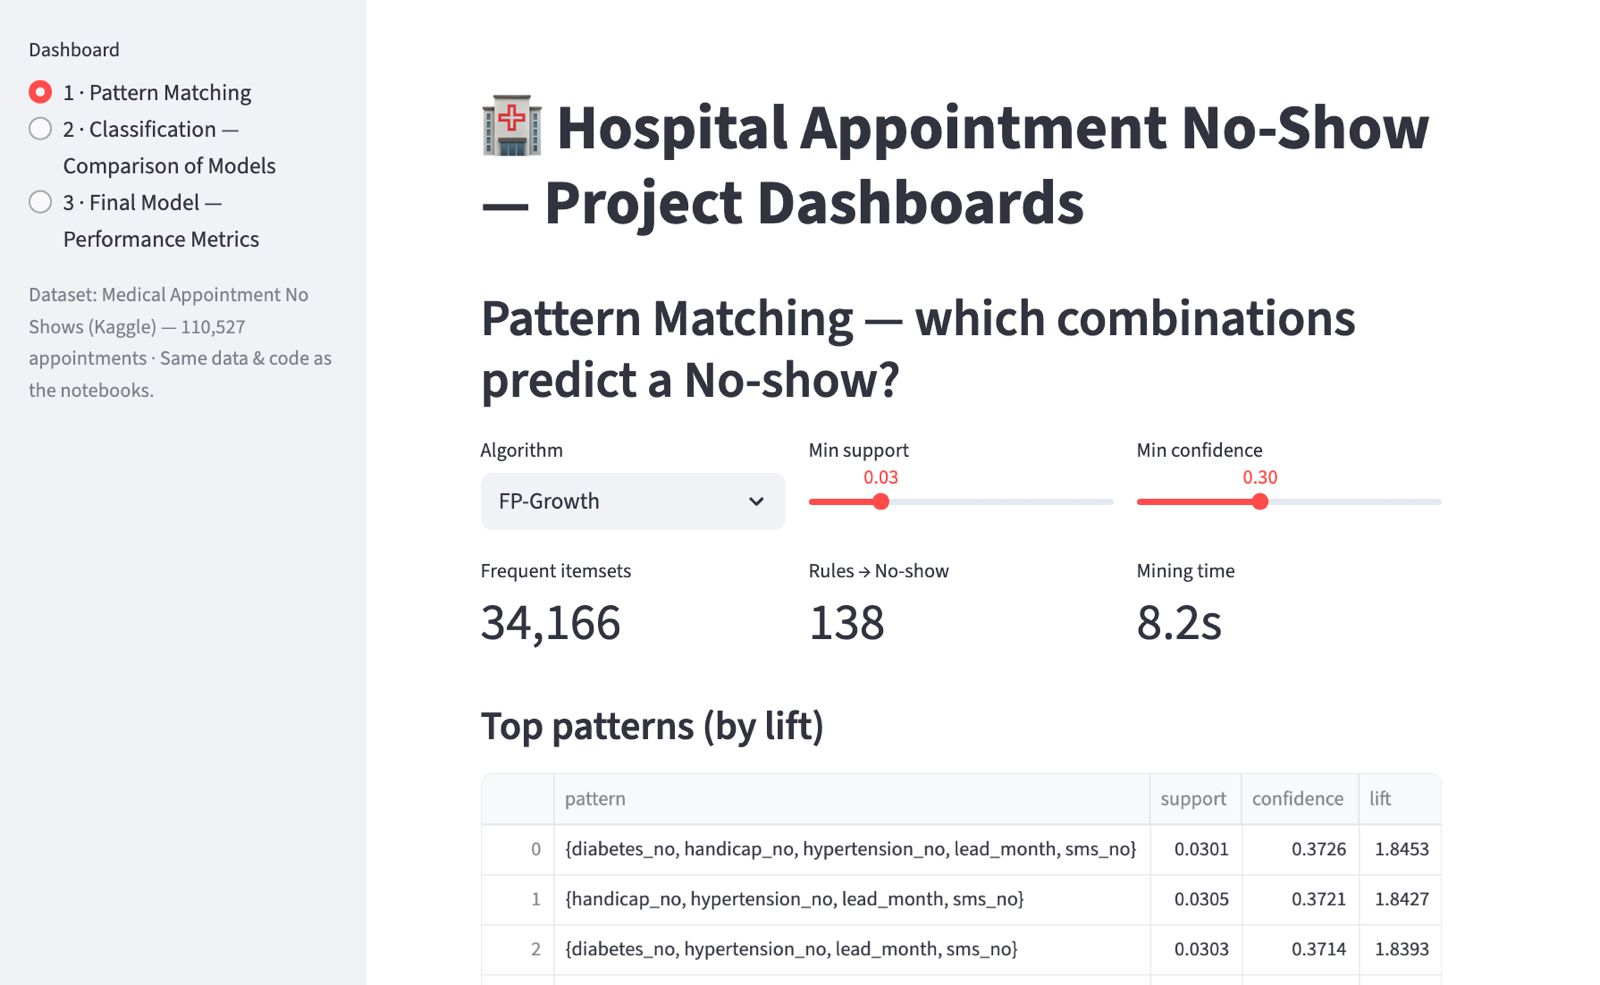 Dashboard
1 · Pattern Matching
2 · Classification —
Comparison of Models
3 · Final Model —
Performance Metrics
Dataset: Medical Appointment No
Shows (Kaggle) — 110,527
appointments · Same data & code as
the notebooks.
Hospital Appointment No-Show
— Project Dashboards
Pattern Matching — which combinations
predict a No-show?
Algorithm Min support Min confidence
0.03 0.30
FP-Growth
Frequent itemsets Rules → No-show Mining time
34,166 138 8.2s
Top patterns (by lift)
pattern support confidence lift
0 {diabetes_no, handicap_no, hypertension_no, lead_month, sms_no} 0.0301 0.3726 1.8453
1 {handicap_no, hypertension_no, lead_month, sms_no} 0.0305 0.3721 1.8427
2 {diabetes_no, hypertension_no, lead_month, sms_no} 0.0303 0.3714 1.8393